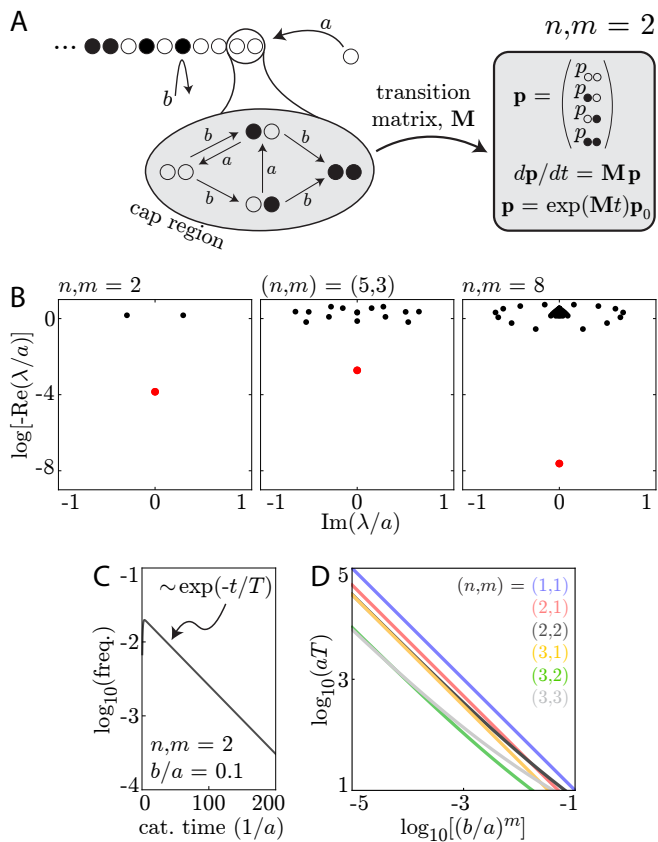 A
n,m = 2
...
a
b
transition
matrix, M
b
a
b
a
b
b
cap region
p =
p○○
p●○
p○●
p●●
dp/dt = M p
p = exp(Mt)p₀
B
n,m = 2
(n,m) = (5,3)
n,m = 8
log[-Re(λ/a)]
0
-4
-8
-1 0 1
-1 0 1
-1 0 1
Im(λ/a)
C
log₁₀(freq.)
-1
-2
-3
-4
~exp(-t/T)
n,m = 2
b/a = 0.1
0 100 200
cat. time (1/a)
D
log₁₀(aT)
5
3
1
(n,m) = (1,1)
(2,1)
(2,2)
(3,1)
(3,2)
(3,3)
-5 -3 -1
log₁₀[(b/a)ᵐ]